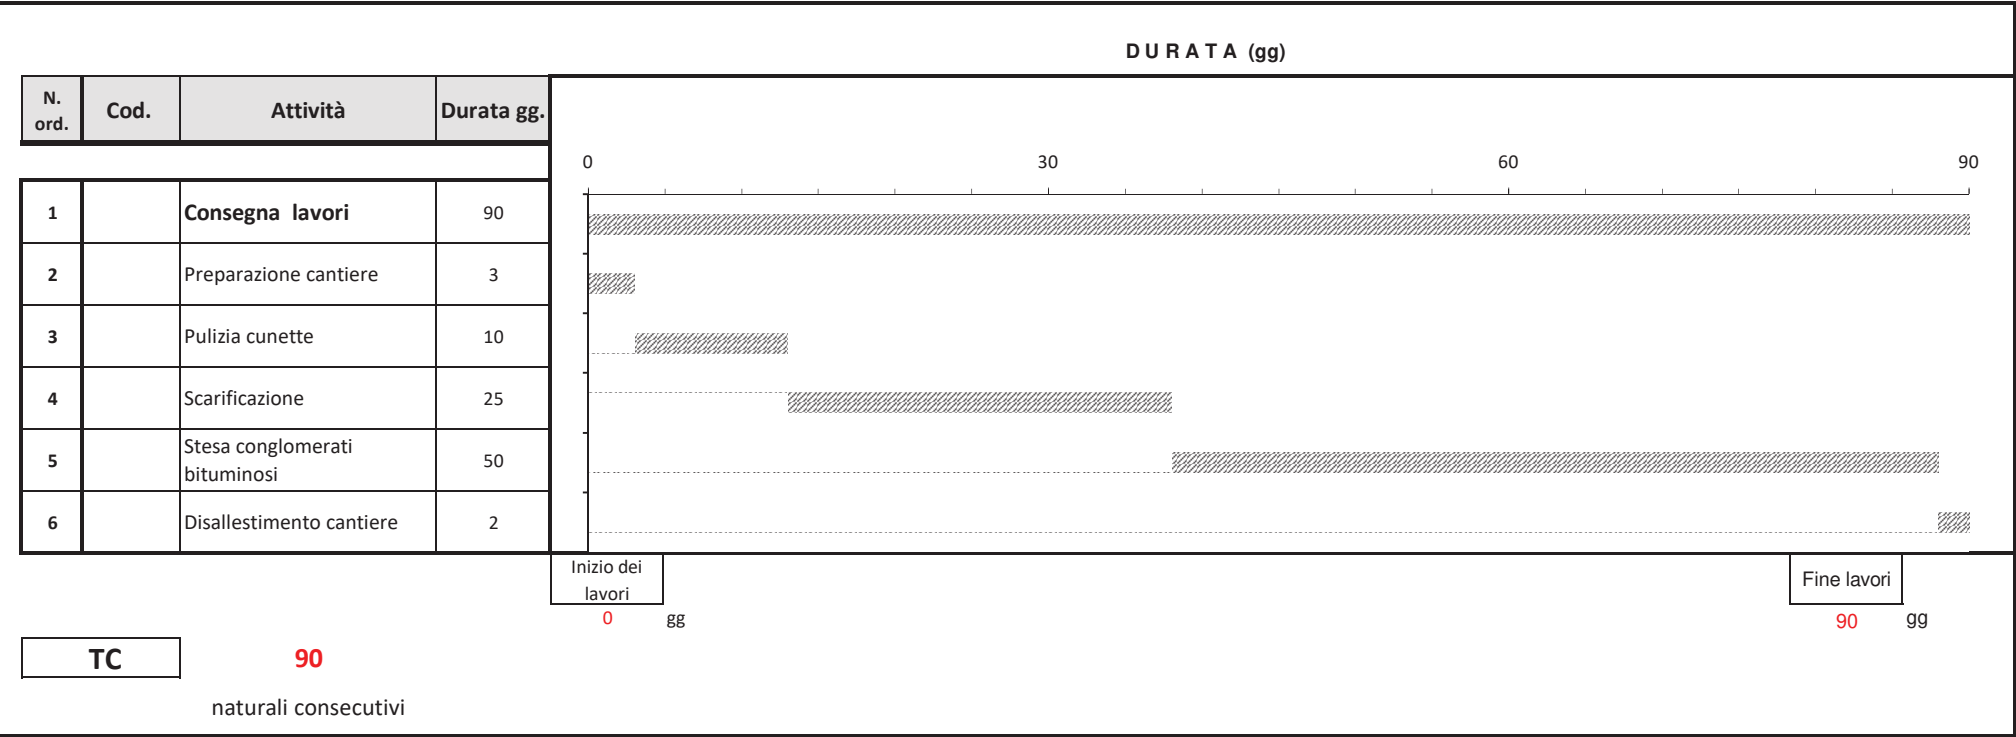 D U R A T A (gg)
N. ord.
Cod.
Attività
Durata gg.
0 30 60 90
1 Consegna lavori 90
2 Preparazione cantiere 3
3 Pulizia cunette 10
4 Scarificazione 25
5 Stesa conglomerati bituminosi 50
6 Disallestimento cantiere 2
Inizio dei
lavori
0 gg
Fine lavori
90 gg
TC 90
naturali consecutivi